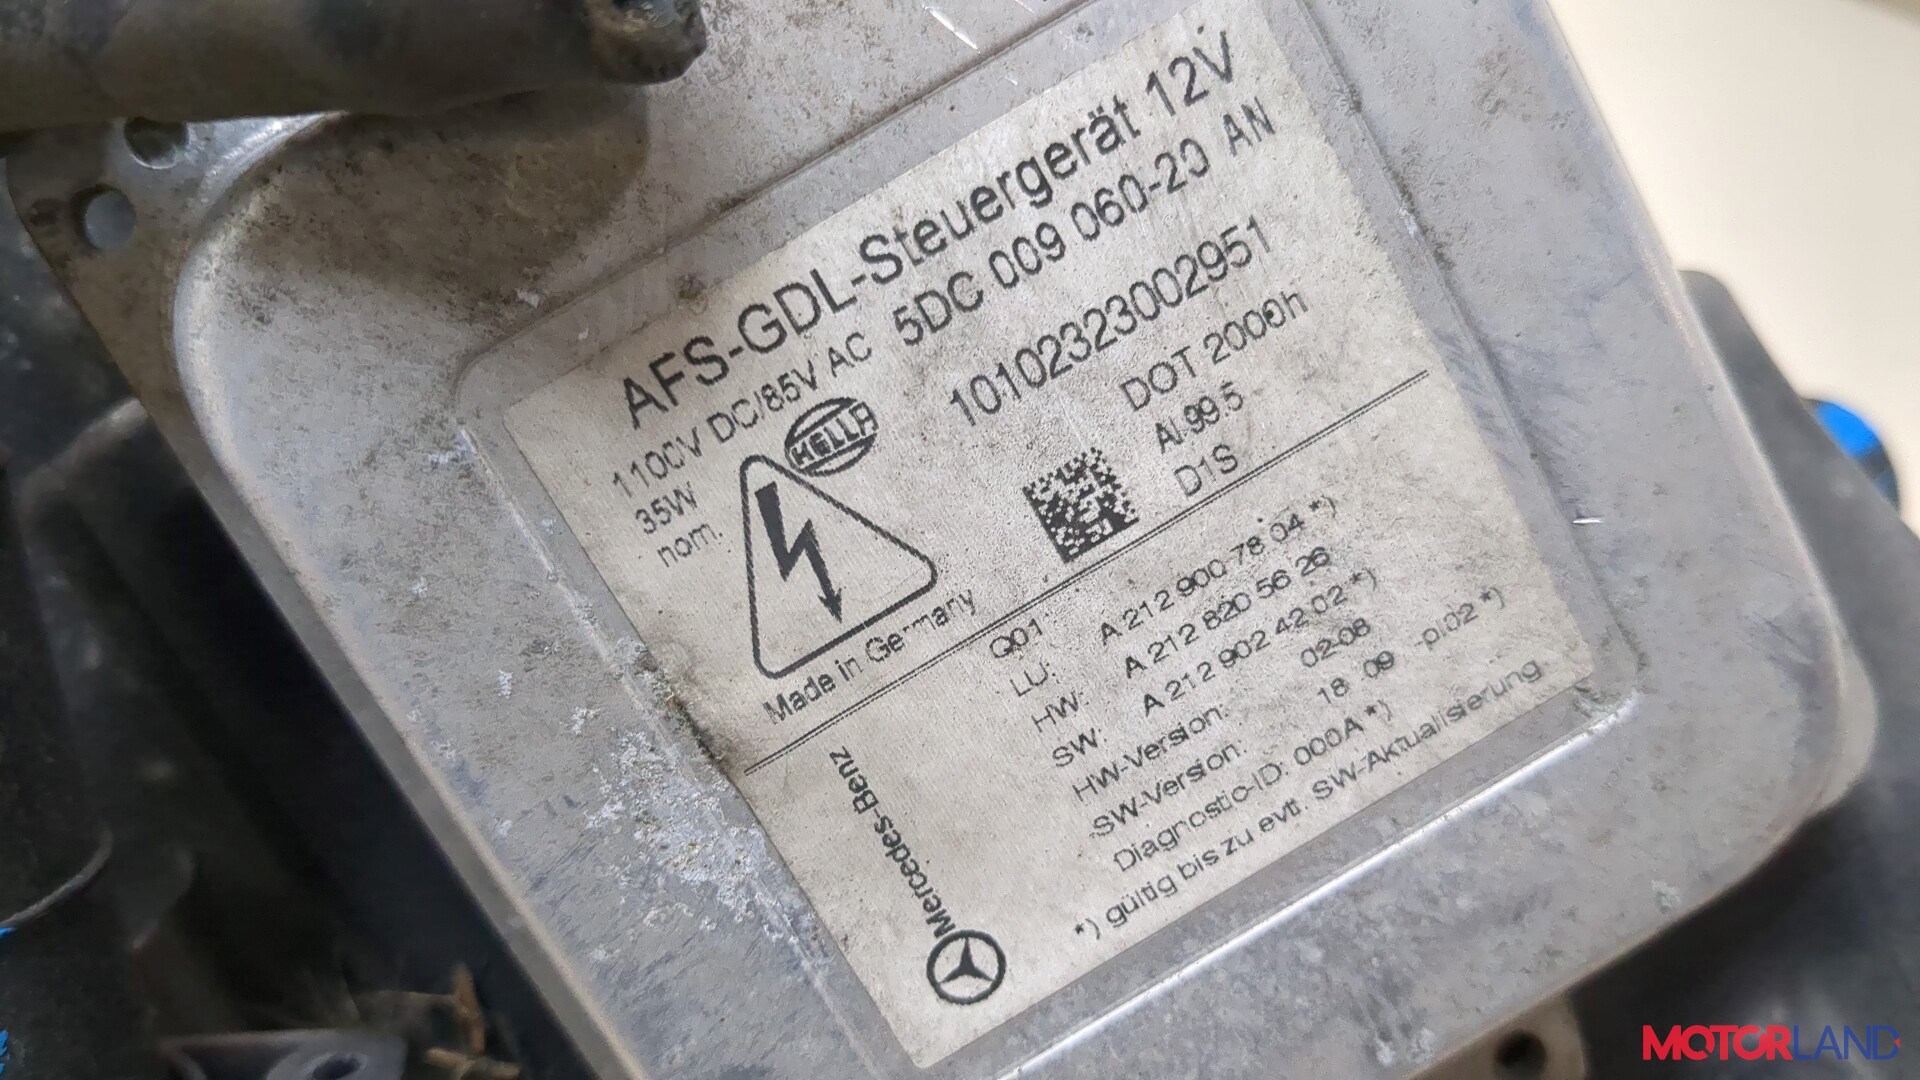 AFS-GDL-Steuergerät 12V
1100V DC/85V AC 5DC 009 060-20 AN
35W
nom.
HELLA
10102323002951
DOT 2000h
Al 99.5
D1S
Made in Germany
Q01 A 212 900 78 04 *)
LU: A 212 820 56 26
HW: A 212 902 42 02 *)
SW:
HW-Version: 02-08
SW-Version: 18 09 -pl02 *)
Diagnostic-ID: 000A *)
*) gültig bis zu evtl. SW-Aktualisierung
Mercedes-Benz
MOTORLAND